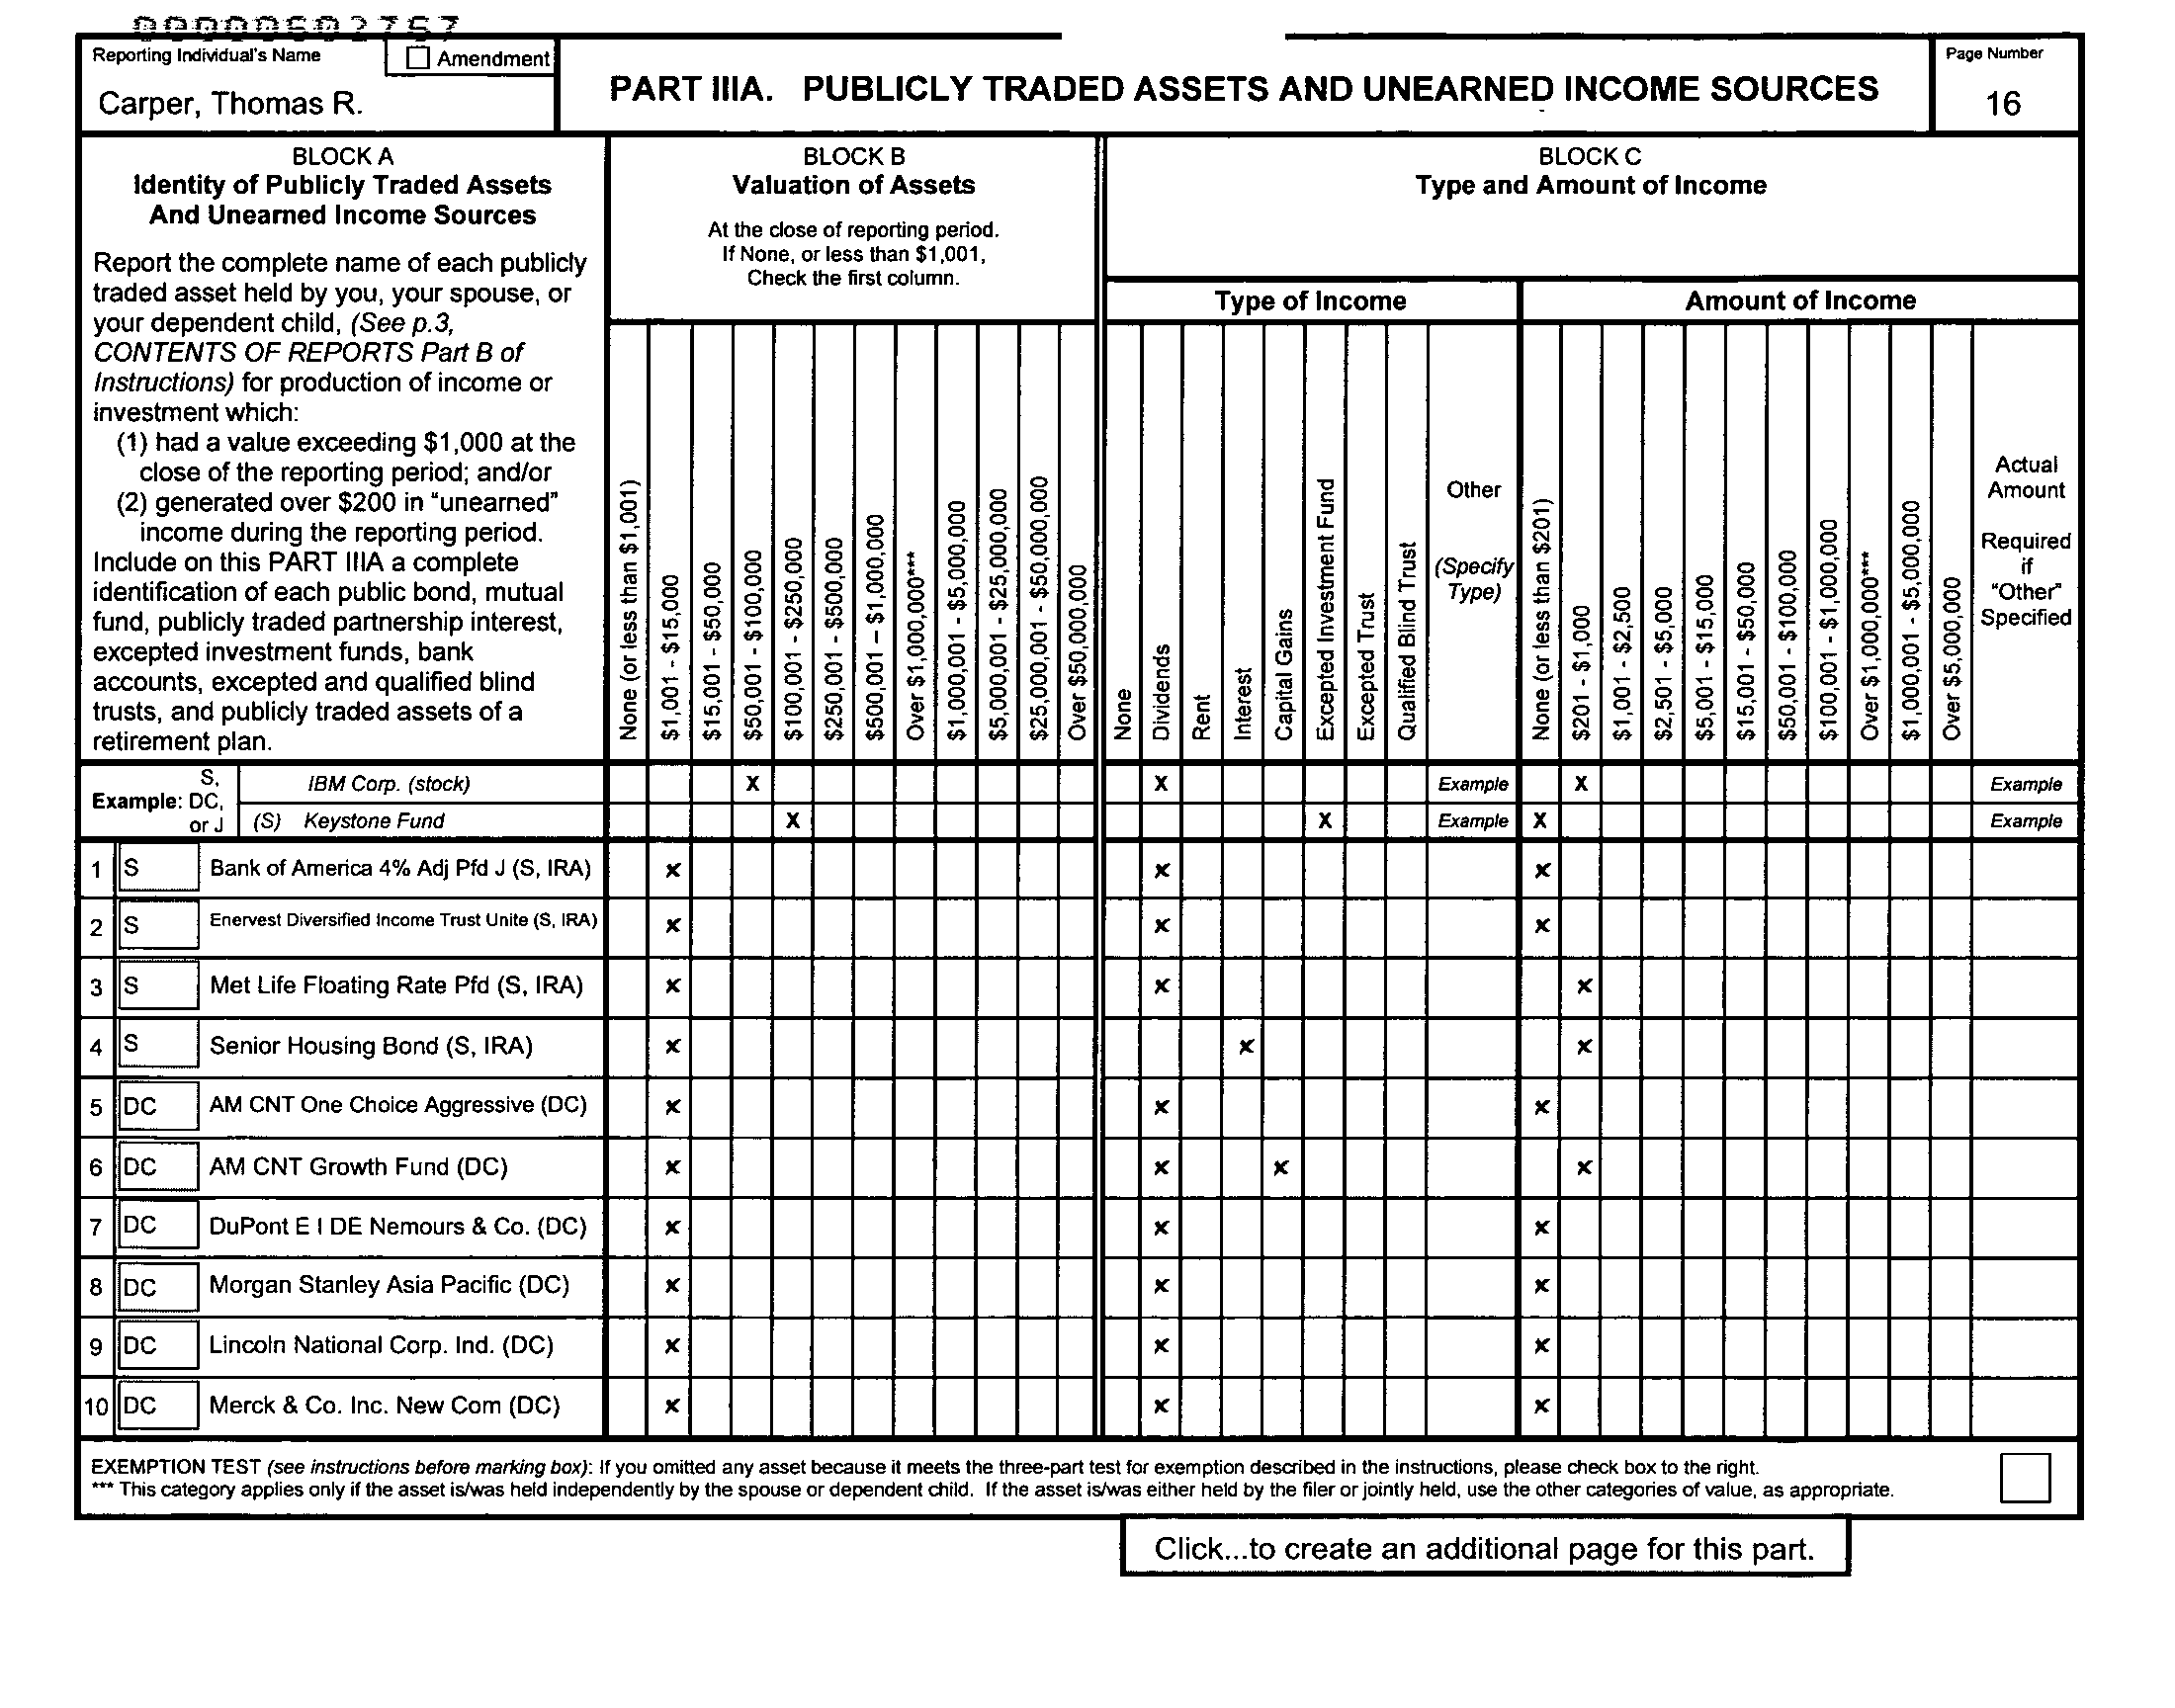 Reporting Individual's Name
Amendment
Carper, Thomas R.
PART IIIA. PUBLICLY TRADED ASSETS AND UNEARNED INCOME SOURCES
Page Number
16
BLOCK A
Identity of Publicly Traded Assets
And Unearned Income Sources
Report the complete name of each publicly
traded asset held by you, your spouse, or
your dependent child, (See p.3,
CONTENTS OF REPORTS Part B of
Instructions) for production of income or
investment which:
(1) had a value exceeding $1,000 at the
close of the reporting period; and/or
(2) generated over $200 in "unearned"
income during the reporting period.
Include on this PART IIIA a complete
identification of each public bond, mutual
fund, publicly traded partnership interest,
excepted investment funds, bank
accounts, excepted and qualified blind
trusts, and publicly traded assets of a
retirement plan.
BLOCK B
Valuation of Assets
At the close of reporting period.
If None, or less than $1,001,
Check the first column.
None (or less than $1,001)
$1,001 - $15,000
$15,001 - $50,000
$50,001 - $100,000
$100,001 - $250,000
$250,001 - $500,000
$500,001 – $1,000,000
Over $1,000,000***
$1,000,001 - $5,000,000
$5,000,001 - $25,000,000
$25,000,001 - $50,000,000
Over $50,000,000
BLOCK C
Type and Amount of Income
Type of Income
None
Dividends
Rent
Interest
Capital Gains
Excepted Investment Fund
Excepted Trust
Qualified Blind Trust
Other
(Specify
Type)
Amount of Income
None (or less than $201)
$201 - $1,000
$1,001 - $2,500
$2,501 - $5,000
$5,001 - $15,000
$15,001 - $50,000
$50,001 - $100,000
$100,001 - $1,000,000
Over $1,000,000***
$1,000,001 - $5,000,000
Over $5,000,000
Actual
Amount
Required
if
"Other"
Specified
Example:
S,
DC,
or J
IBM Corp. (stock) X X Example X Example
(S) Keystone Fund X X Example X Example
1 S Bank of America 4% Adj Pfd J (S, IRA) x x x
2 S Enervest Diversified Income Trust Unite (S, IRA) x x x
3 S Met Life Floating Rate Pfd (S, IRA) x x x
4 S Senior Housing Bond (S, IRA) x x x
5 DC AM CNT One Choice Aggressive (DC) x x x
6 DC AM CNT Growth Fund (DC) x x x x
7 DC DuPont E I DE Nemours & Co. (DC) x x x
8 DC Morgan Stanley Asia Pacific (DC) x x x
9 DC Lincoln National Corp. Ind. (DC) x x x
10 DC Merck & Co. Inc. New Com (DC) x x x
EXEMPTION TEST (see instructions before marking box): If you omitted any asset because it meets the three-part test for exemption described in the instructions, please check box to the right.
*** This category applies only if the asset is/was held independently by the spouse or dependent child. If the asset is/was either held by the filer or jointly held, use the other categories of value, as appropriate.
Click...to create an additional page for this part.